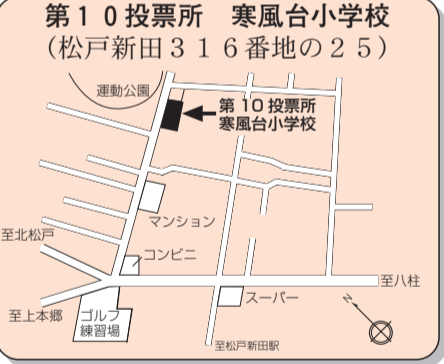 第１０投票所　寒風台小学校
（松戸新田３１６番地の２５）
運動公園
第10投票所
寒風台小学校
マンション
至北松戸
コンビニ
至八柱
スーパー
至上本郷
ゴルフ
練習場
至松戸新田駅
N